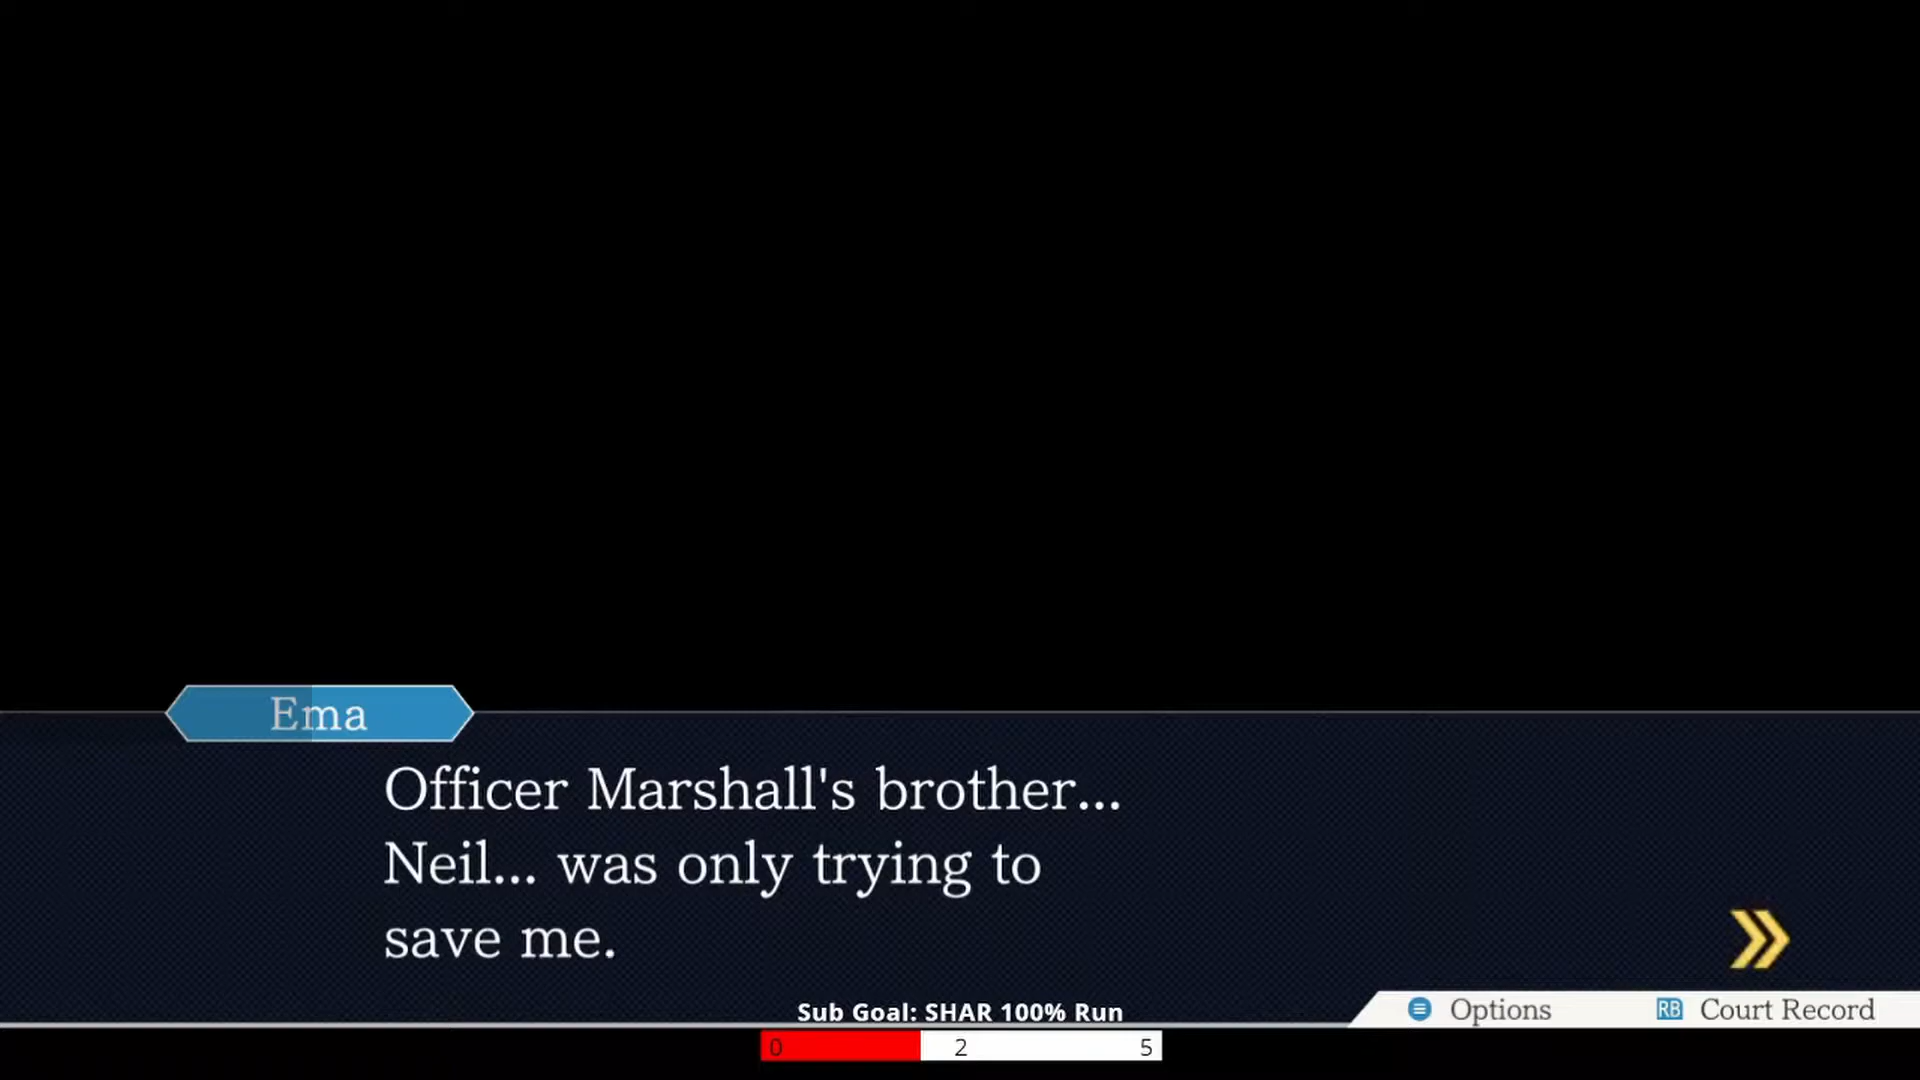 Ema
Officer Marshall's brother...
Neil... was only trying to
save me.
Sub Goal: SHAR 100% Run
0 2 5
Options
RB Court Record